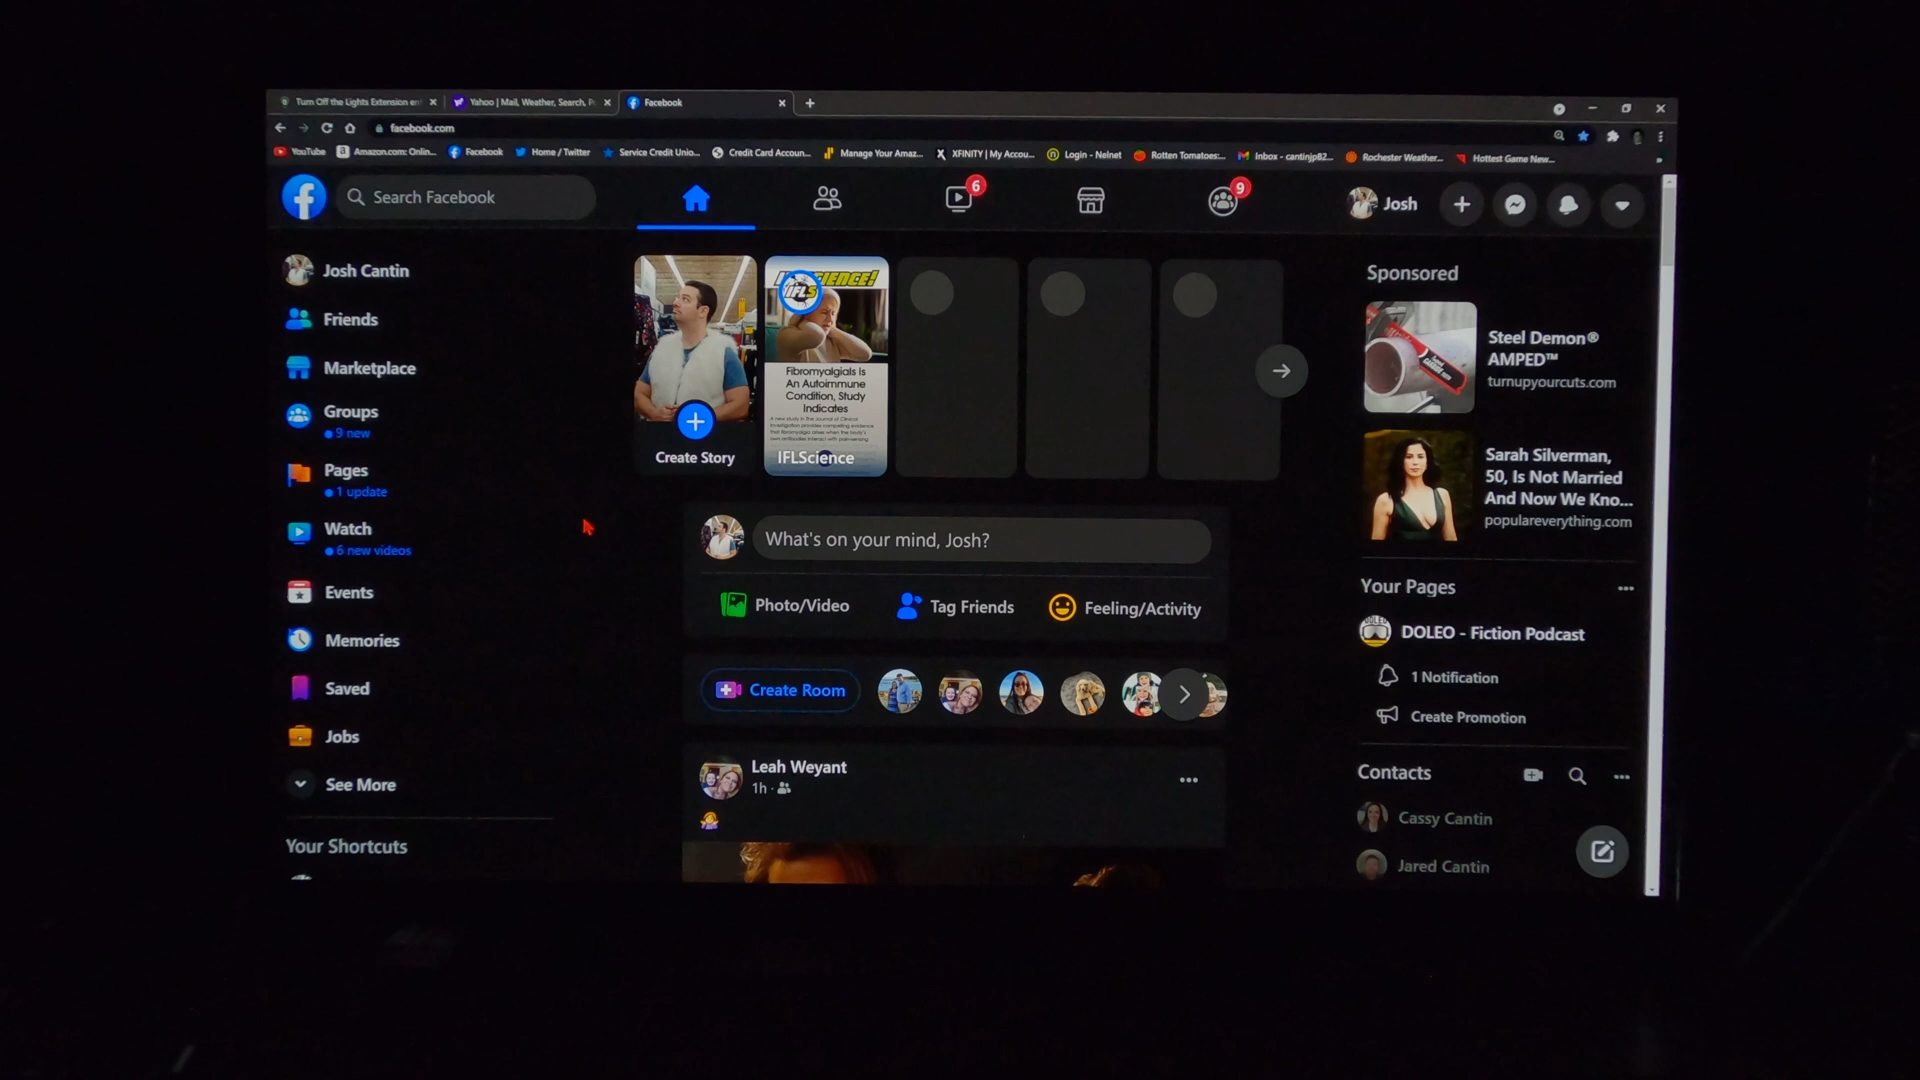 Turn Off the Lights Extension en
Yahoo | Mail, Weather, Search, P
Facebook
facebook.com
YouTube
Amazon.com: Onlin...
Facebook
Home / Twitter
Service Credit Unio...
Credit Card Accoun...
Manage Your Amaz...
XFINITY | My Accou...
Login - Nelnet
Rotten Tomatoes:...
Inbox - cantinjp82...
Rochester Weather...
Hottest Game New...
Search Facebook
6
9
Josh
Josh Cantin
Friends
Marketplace
Groups
9 new
Pages
1 update
Watch
6 new videos
Events
Memories
Saved
Jobs
See More
Your Shortcuts
Create Story
IFLS
Fibromyalgials Is
An Autoimmune
Condition, Study
Indicates
IFLScience
What's on your mind, Josh?
Photo/Video
Tag Friends
Feeling/Activity
Create Room
Leah Weyant
1h ·
Sponsored
Steel Demon®
AMPED™
turnupyourcuts.com
Sarah Silverman,
50, Is Not Married
And Now We Kno...
populareverything.com
Your Pages
DOLEO - Fiction Podcast
1 Notification
Create Promotion
Contacts
Cassy Cantin
Jared Cantin